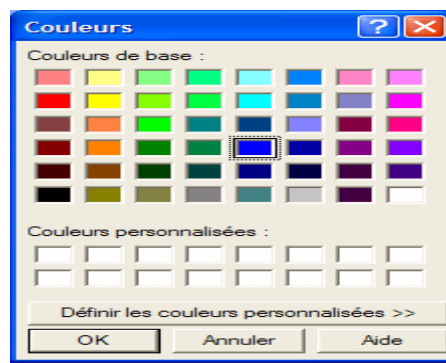 Couleurs
Couleurs de base :
Couleurs personnalisées :
Définir les couleurs personnalisées >>
OK
Annuler
Aide